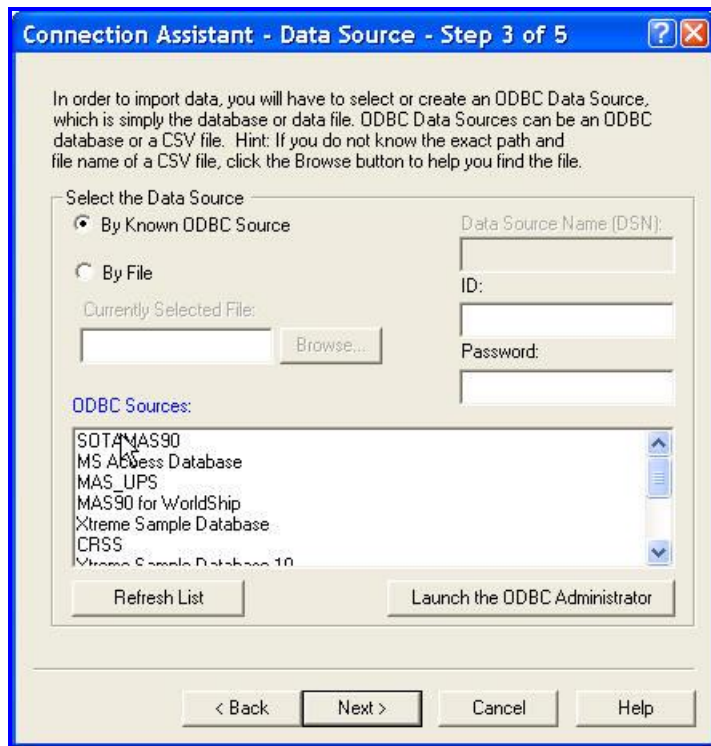 Connection Assistant - Data Source - Step 3 of 5
In order to import data, you will have to select or create an ODBC Data Source,
which is simply the database or data file. ODBC Data Sources can be an ODBC
database or a CSV file. Hint: If you do not know the exact path and
file name of a CSV file, click the Browse button to help you find the file.
Select the Data Source
By Known ODBC Source
Data Source Name (DSN):
By File
ID:
Currently Selected File:
Browse...
Password:
ODBC Sources:
SOTAMAS90
MS Access Database
MAS_UPS
MAS90 for WorldShip
Xtreme Sample Database
CRSS
Xtreme Sample Database 10
Refresh List
Launch the ODBC Administrator
< Back
Next >
Cancel
Help